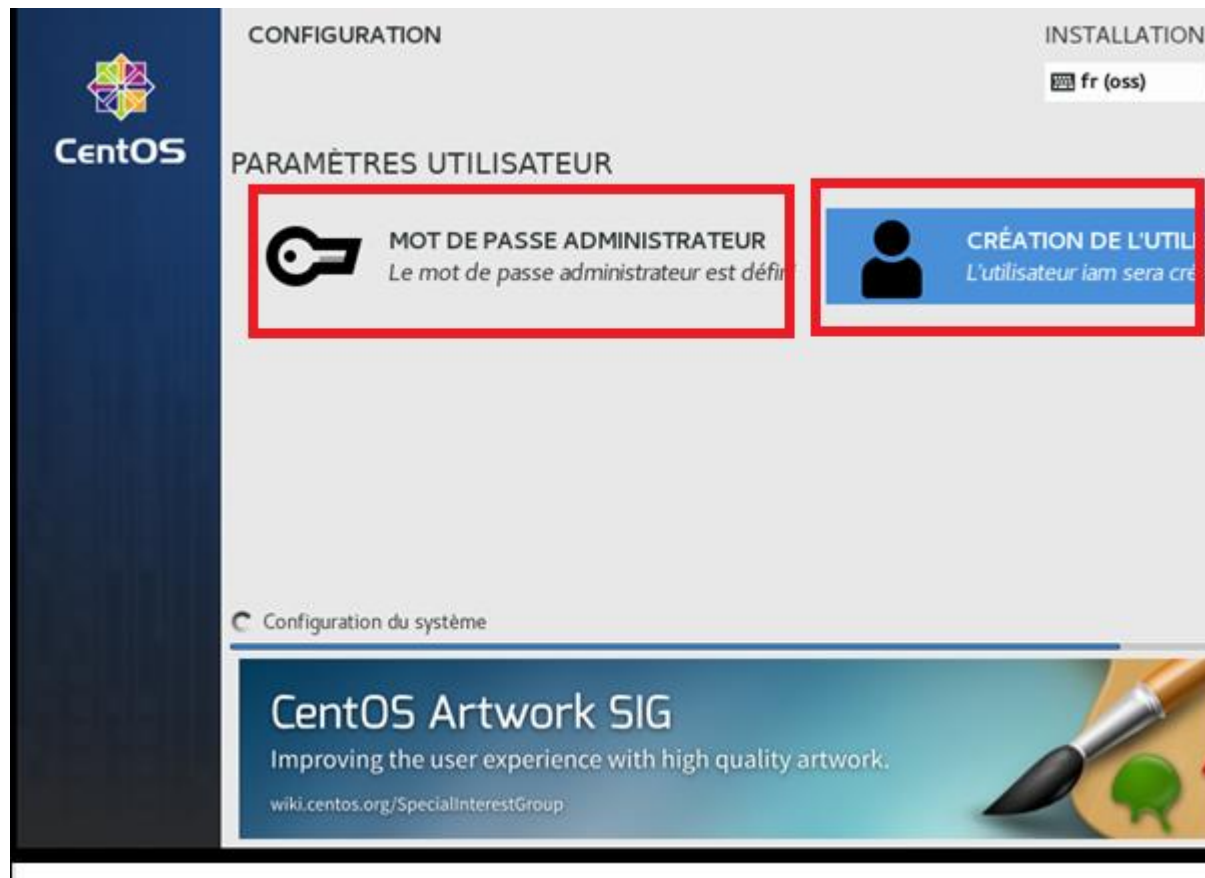 CONFIGURATION
INSTALLATION
fr (oss)
CentOS
PARAMÈTRES UTILISATEUR
MOT DE PASSE ADMINISTRATEUR
Le mot de passe administrateur est défini
CRÉATION DE L'UTIL
L'utilisateur iam sera cré
Configuration du système
CentOS Artwork SIG
Improving the user experience with high quality artwork.
wiki.centos.org/SpecialInterestGroup